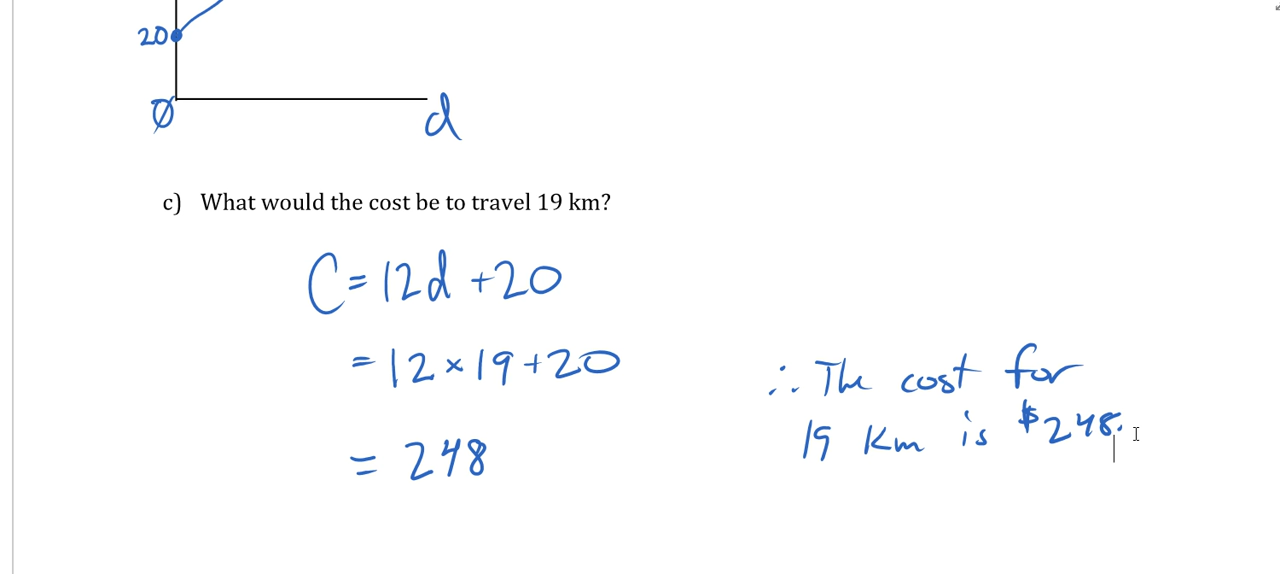 20
0
d
c) What would the cost be to travel 19 km?
C = 12d + 20
= 12 × 19 + 20
= 248
∴ The cost for
19 Km is $248.